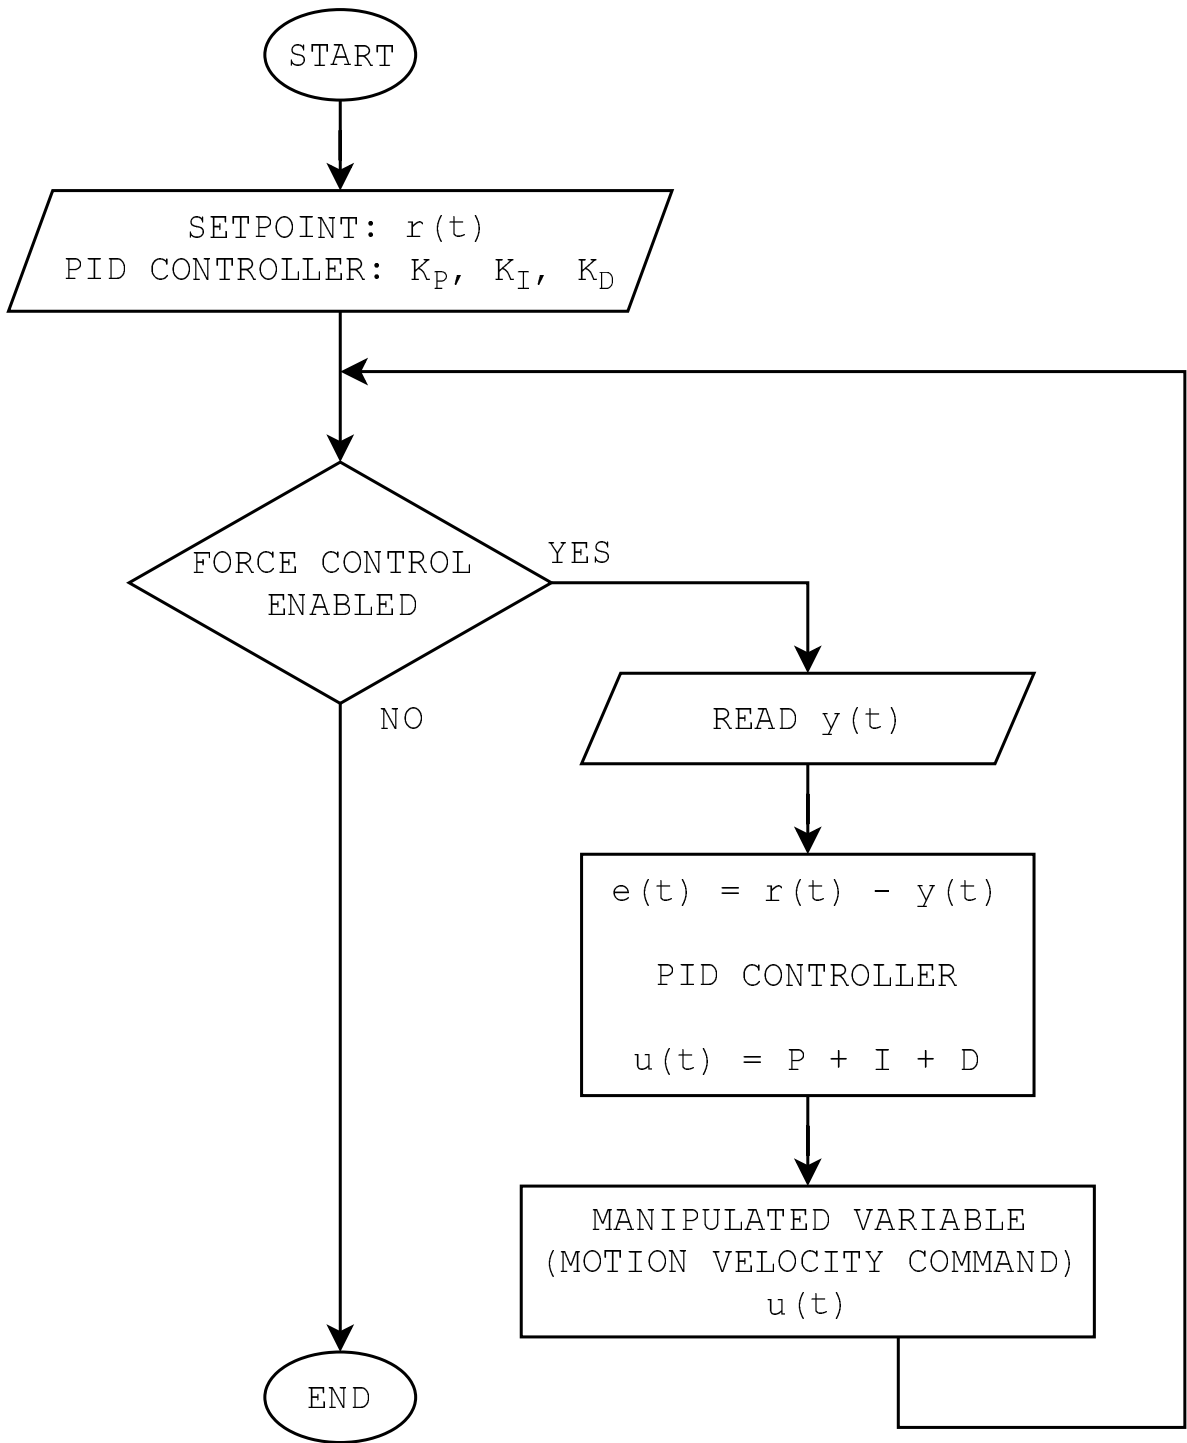 START
SETPOINT: r(t)
PID CONTROLLER: K_P, K_I, K_D
FORCE CONTROL
ENABLED
YES
NO
READ y(t)
e(t) = r(t) - y(t)
PID CONTROLLER
u(t) = P + I + D
MANIPULATED VARIABLE
(MOTION VELOCITY COMMAND)
u(t)
END